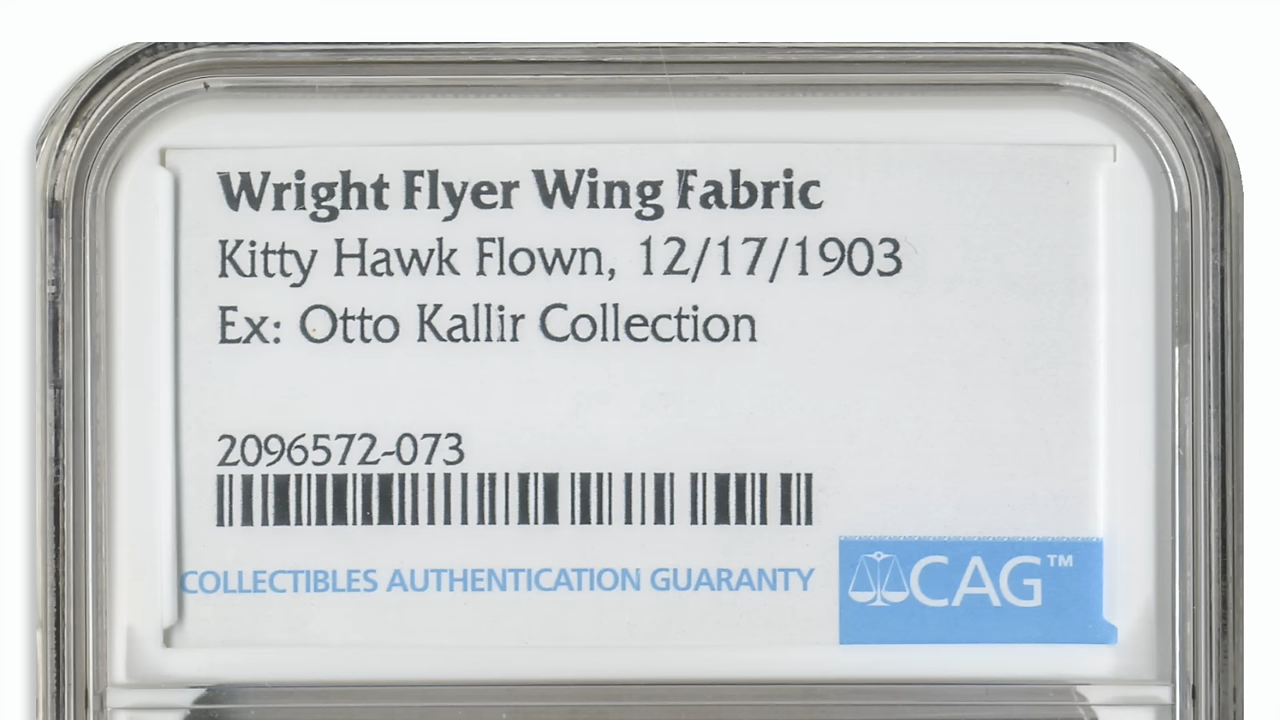 Wright Flyer Wing Fabric
Kitty Hawk Flown, 12/17/1903
Ex: Otto Kallir Collection
2096572-073
COLLECTIBLES AUTHENTICATION GUARANTY
CAG™